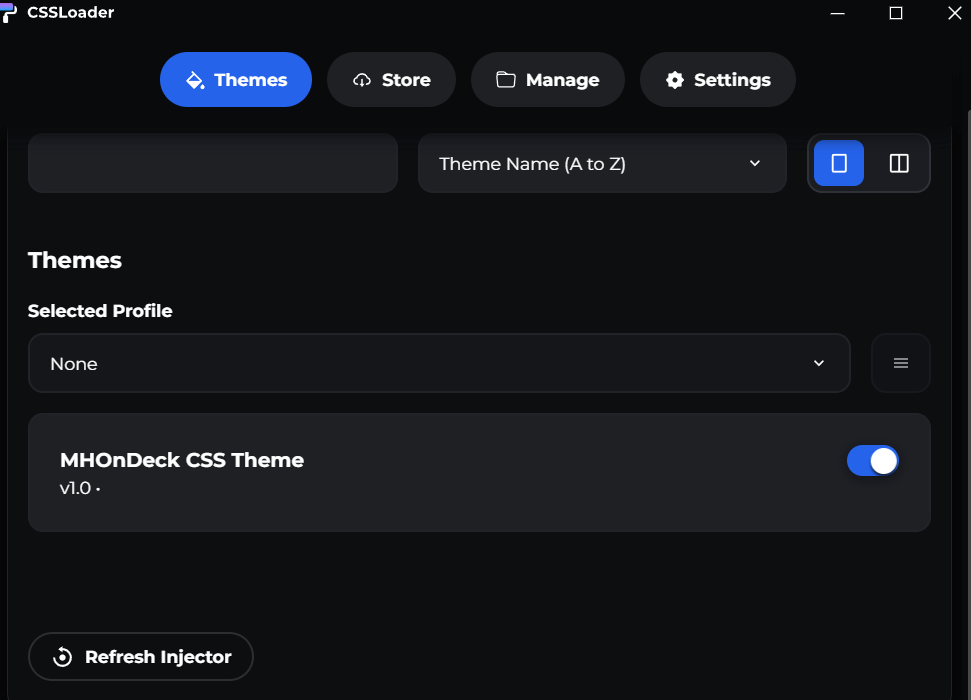 CSSLoader
Themes
Store
Manage
Settings
Theme Name (A to Z)
Themes
Selected Profile
None
MHOnDeck CSS Theme
v1.0 •
Refresh Injector